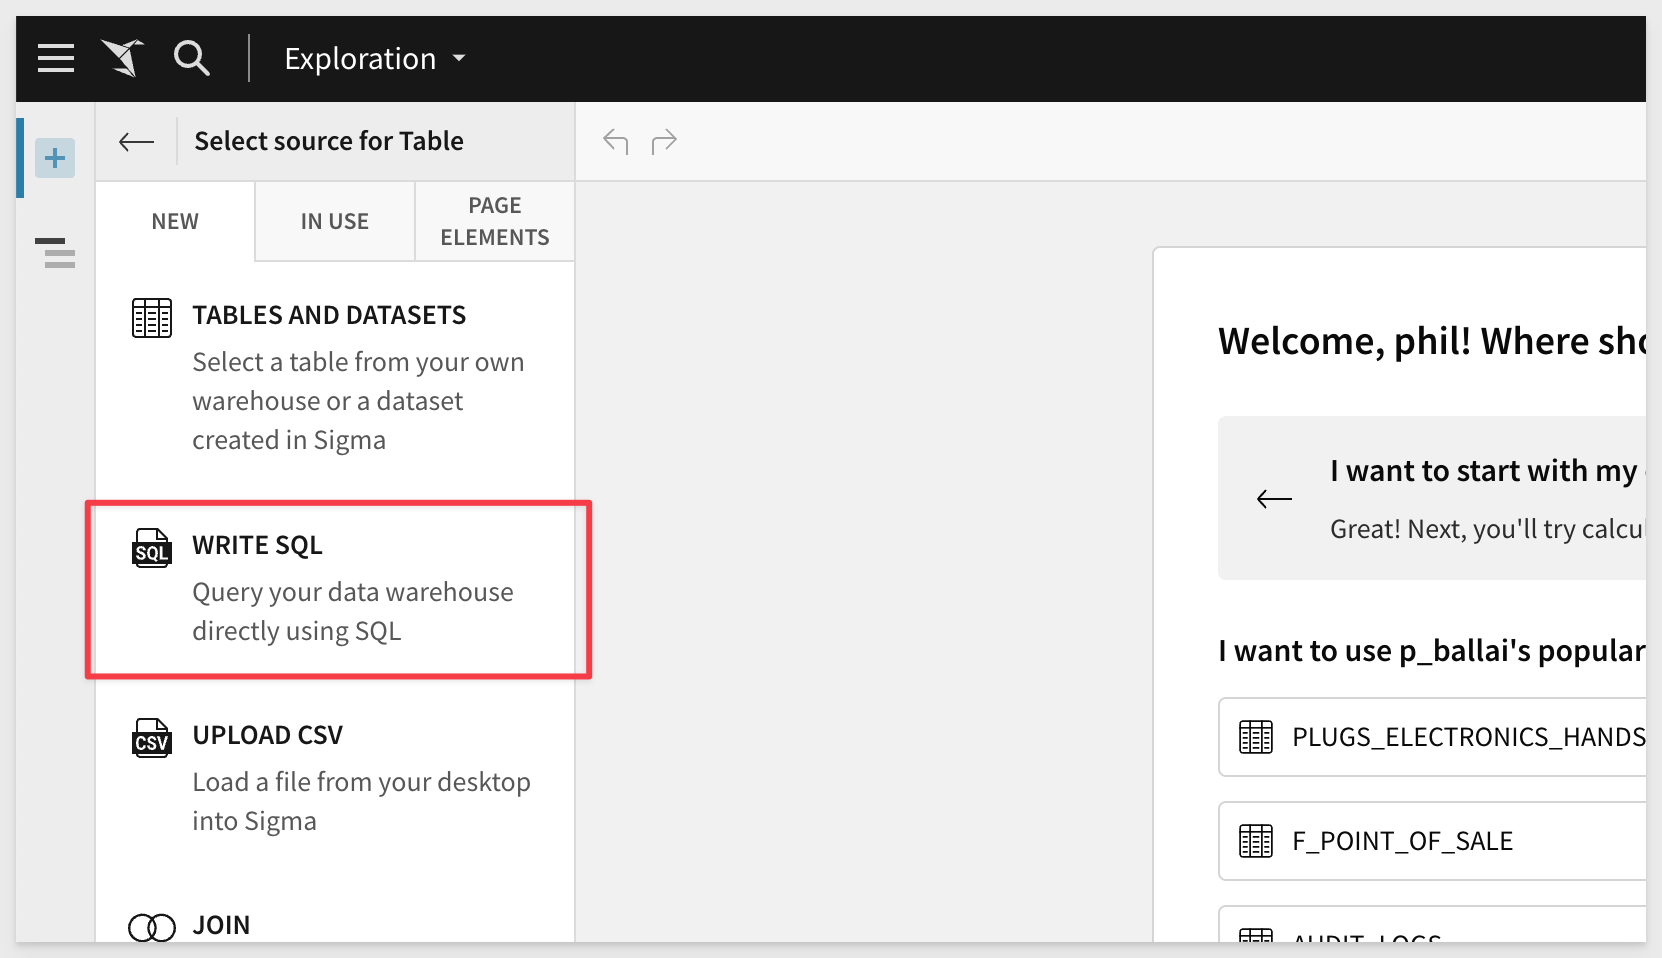 Exploration
Select source for Table
NEW
IN USE
PAGE
ELEMENTS
TABLES AND DATASETS
Select a table from your own
warehouse or a dataset
created in Sigma
SQL
WRITE SQL
Query your data warehouse
directly using SQL
CSV
UPLOAD CSV
Load a file from your desktop
into Sigma
JOIN
Welcome, phil! Where
I want to start with my
Great! Next, you'll try
I want to use p_ballai's popular
PLUGS_ELECTRONICS_HANDS
F_POINT_OF_SALE
AUDIT_LOGS